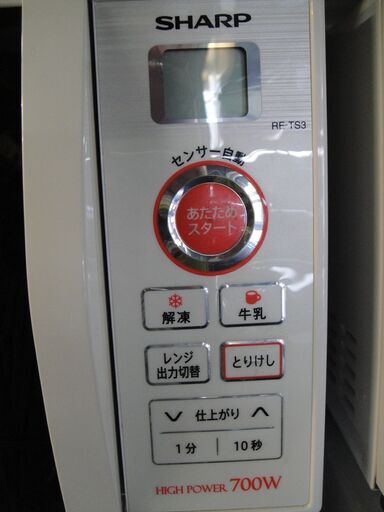 SHARP
RE-TS3
センサー自動
あたため
スタート
解凍
牛乳
レンジ
出力切替
とりけし
仕上がり
1分
10秒
HIGH POWER 700W